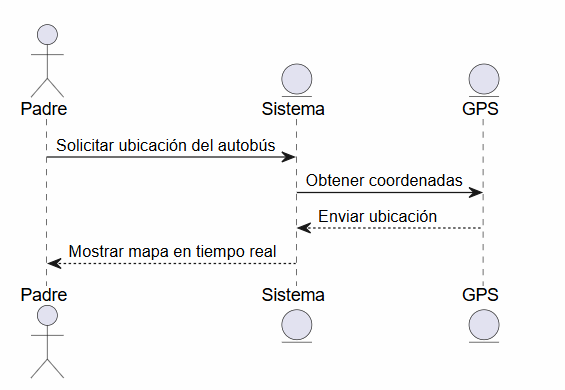 Padre
Sistema
GPS
Solicitar ubicación del autobús
Obtener coordenadas
Enviar ubicación
Mostrar mapa en tiempo real
Padre
Sistema
GPS